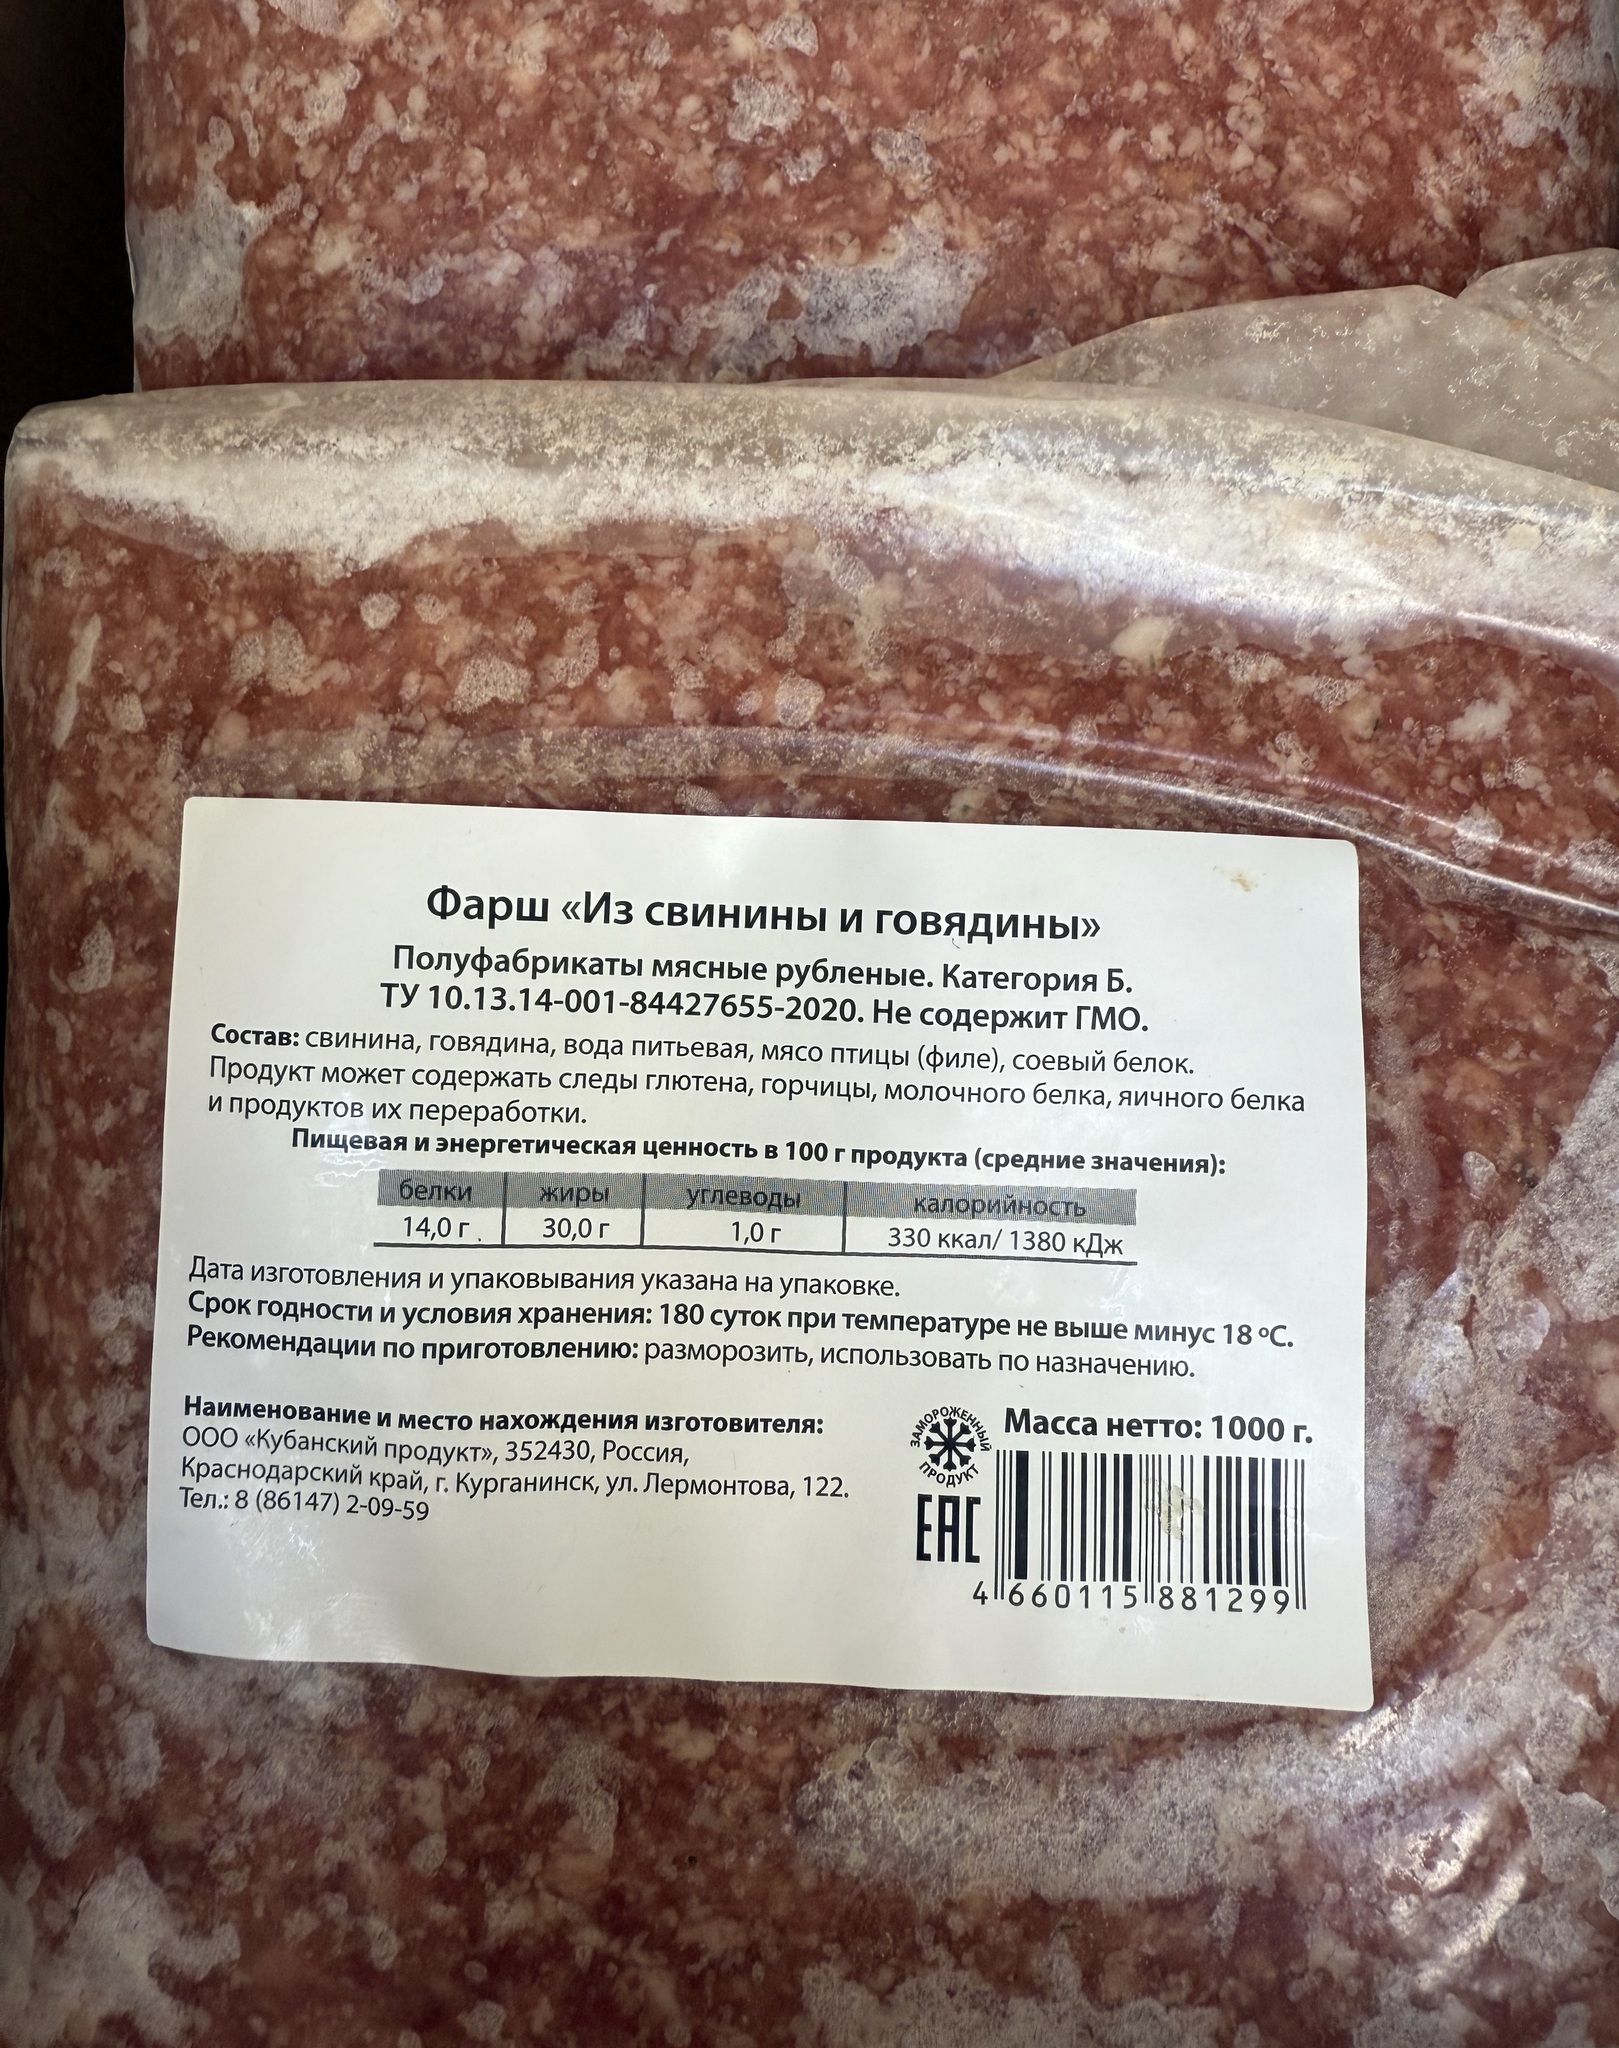 Фарш «Из свинины и говядины»
Полуфабрикаты мясные рубленые. Категория Б.
ТУ 10.13.14-001-84427655-2020. Не содержит ГМО.
Состав: свинина, говядина, вода питьевая, мясо птицы (филе), соевый белок.
Продукт может содержать следы глютена, горчицы, молочного белка, яичного белка
и продуктов их переработки.
Пищевая и энергетическая ценность в 100 г продукта (средние значения):
белки жиры углеводы калорийность
14,0 г . 30,0 г 1,0 г 330 ккал/ 1380 кДж
Дата изготовления и упаковывания указана на упаковке.
Срок годности и условия хранения: 180 суток при температуре не выше минус 18 ºС.
Рекомендации по приготовлению: разморозить, использовать по назначению.
Наименование и место нахождения изготовителя:
ООО «Кубанский продукт», 352430, Россия,
Краснодарский край, г. Курганинск, ул. Лермонтова, 122.
Тел.: 8 (86147) 2-09-59
ЗАМОРОЖЕННЫЙ
ПРОДУКТ
Масса нетто: 1000 г.
ЕАС
4 660115 881299